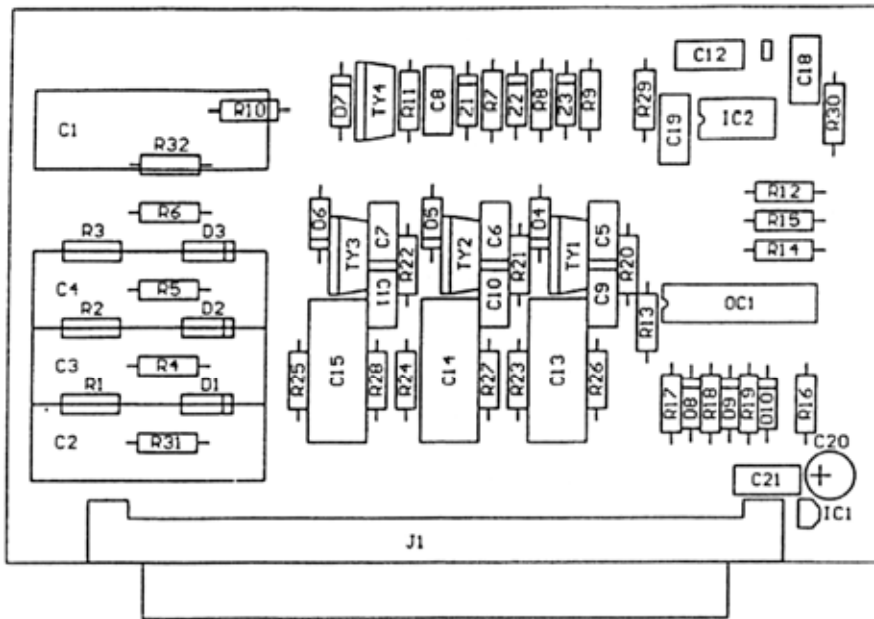 C1
R10
R32
D7
TY4
R11
C8
Z1
R7
Z2
R8
Z3
R9
R29
C19
C12
IC2
C18
R30
R6
R3
D3
C4
R5
R2
D2
C3
R4
R1
D1
C2
R31
D6
TY3
C7
C11
R22
D5
TY2
C6
C10
R21
D4
TY1
C5
C9
R20
R13
R12
R15
R14
OC1
R25
C15
R28
R24
C14
R27
R23
C13
R26
R17
D8
R18
D9
R19
D10
R16
C20
C21
IC1
J1